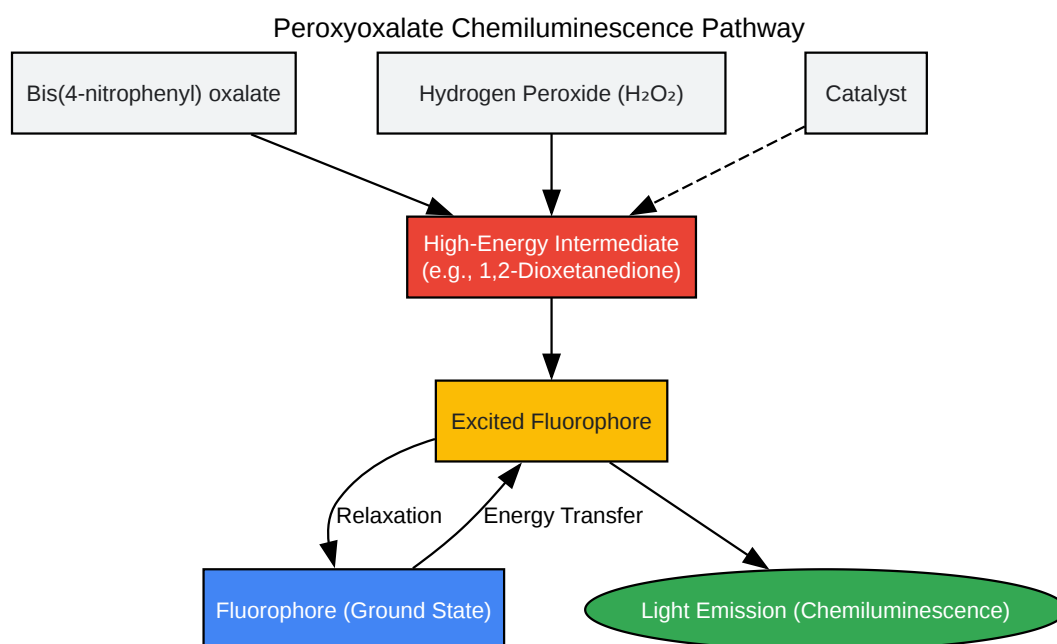 Peroxyoxalate Chemiluminescence Pathway
Bis(4-nitrophenyl) oxalate
Hydrogen Peroxide (H₂O₂)
Catalyst
High-Energy Intermediate
(e.g., 1,2-Dioxetanedione)
Excited Fluorophore
Relaxation
Energy Transfer
Fluorophore (Ground State)
Light Emission (Chemiluminescence)